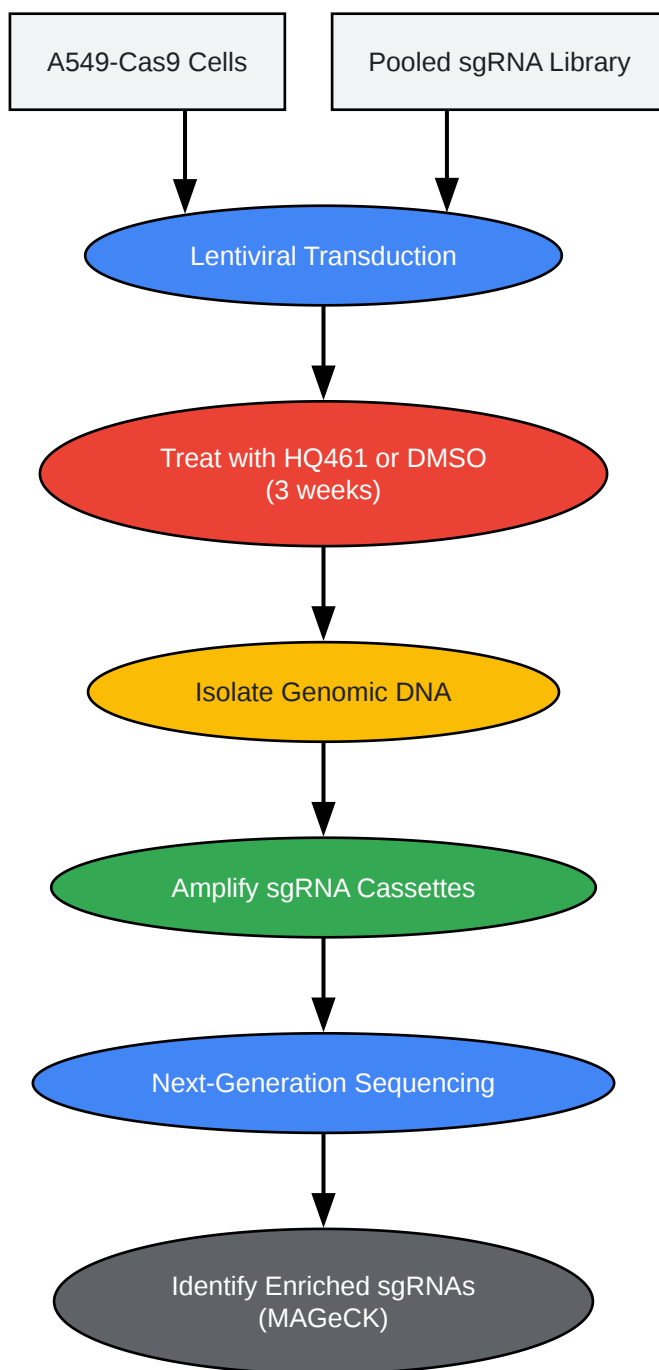 A549-Cas9 Cells
Pooled sgRNA Library
Lentiviral Transduction
Treat with HQ461 or DMSO
(3 weeks)
Isolate Genomic DNA
Amplify sgRNA Cassettes
Next-Generation Sequencing
Identify Enriched sgRNAs
(MAGeCK)